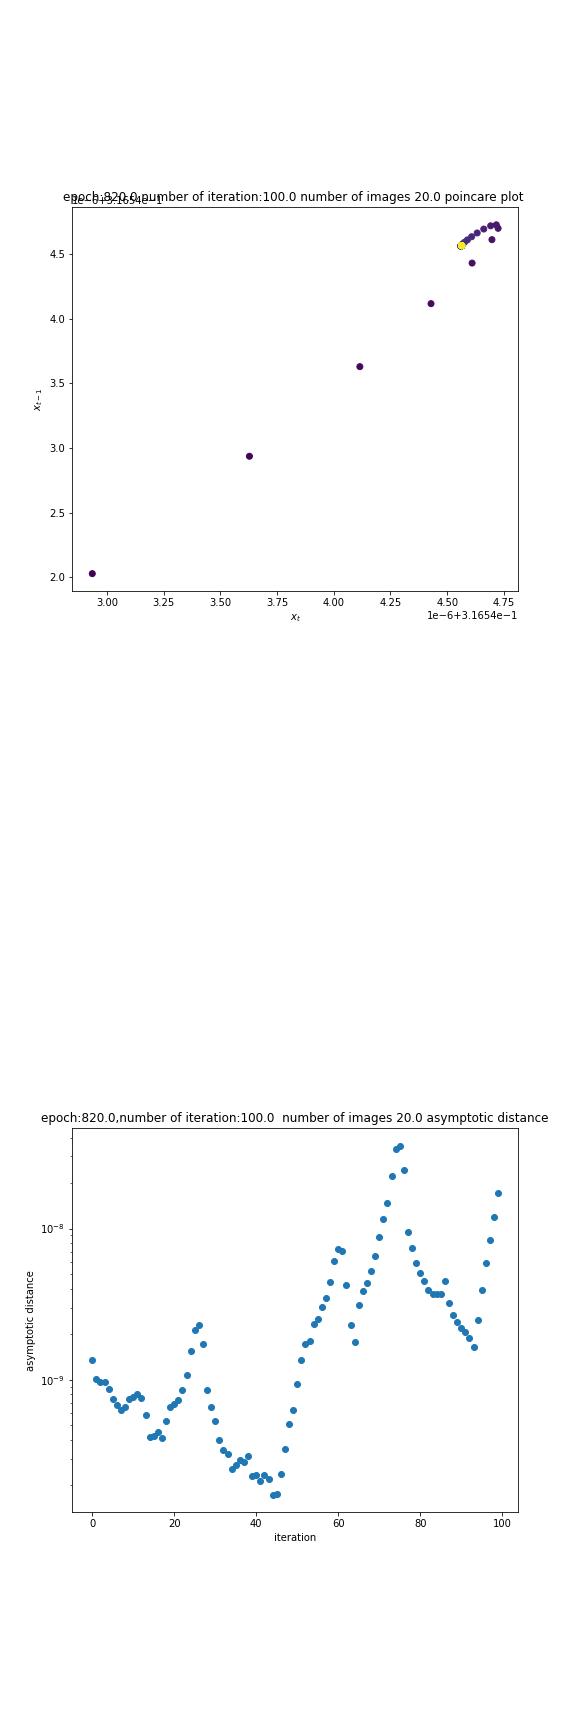 epoch:820.0,number of iteration:100.0 number of images 20.0 poincare plot
1e−6+3.1654e−1
4.5
4.0
3.5
3.0
2.5
2.0
x_{t−1}
3.00 3.25 3.50 3.75 4.00 4.25 4.50 4.75
x_t
1e−6+3.1654e−1
epoch:820.0,number of iteration:100.0  number of images 20.0 asymptotic distance
10^{−8}
10^{−9}
asymptotic distance
0 20 40 60 80 100
iteration